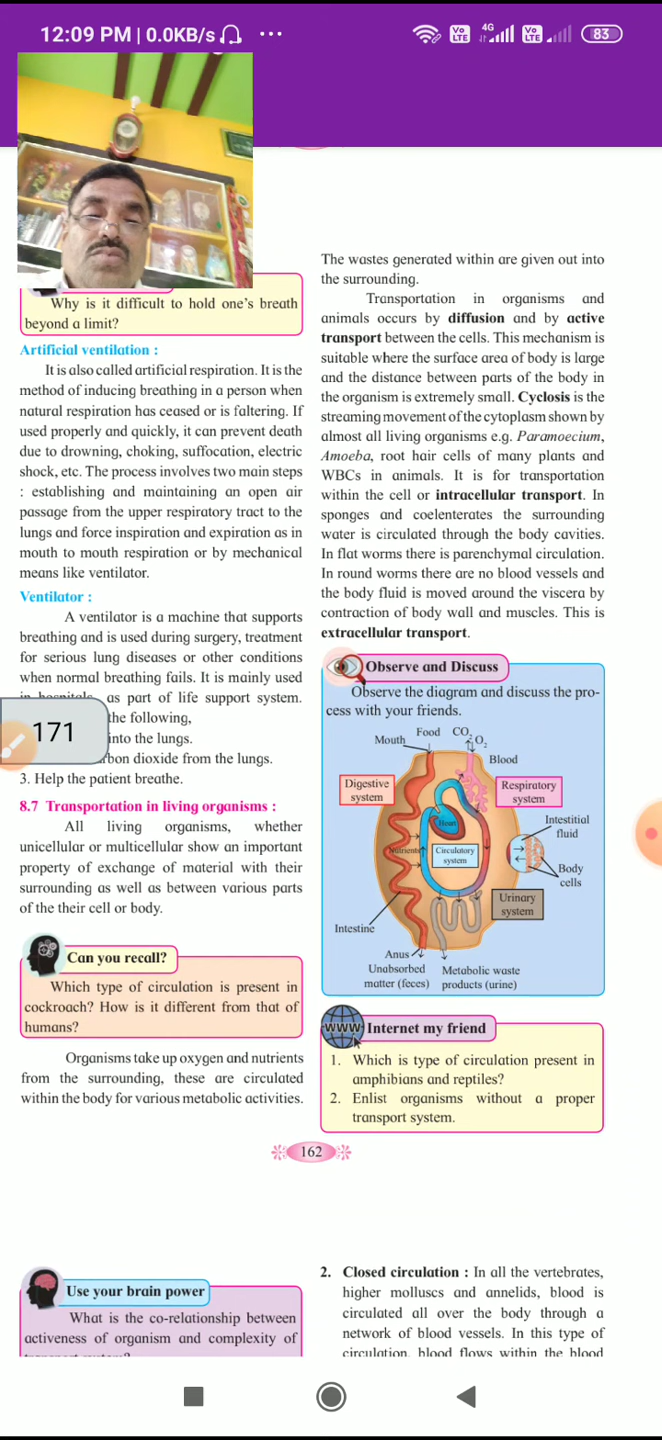 12:09 PM | 0.0KB/s ...
Vo LTE 4G Vo LTE 83
Why is it difficult to hold one's breath
beyond a limit?
Artificial ventilation :
It is also called artificial respiration. It is the
method of inducing breathing in a person when
natural respiration has ceased or is faltering. If
used properly and quickly, it can prevent death
due to drowning, choking, suffocation, electric
shock, etc. The process involves two main steps
: establishing and maintaining an open air
passage from the upper respiratory tract to the
lungs and force inspiration and expiration as in
mouth to mouth respiration or by mechanical
means like ventilator.
Ventilator :
A ventilator is a machine that supports
breathing and is used during surgery, treatment
for serious lung diseases or other conditions
when normal breathing fails. It is mainly used
in hospitals as part of life support system.
the following,
171
into the lungs.
dioxide from the lungs.
3. Help the patient breathe.
8.7 Transportation in living organisms :
All living organisms, whether
unicellular or multicellular show an important
property of exchange of material with their
surrounding as well as between various parts
of the their cell or body.
Can you recall?
Which type of circulation is present in
cockroach? How is it different from that of
humans?
Organisms take up oxygen and nutrients
from the surrounding, these are circulated
within the body for various metabolic activities.
The wastes generated within are given out into
the surrounding.
Transportation in organisms and
animals occurs by diffusion and by active
transport between the cells. This mechanism is
suitable where the surface area of body is large
and the distance between parts of the body in
the organism is extremely small. Cyclosis is the
streaming movement of the cytoplasm shown by
almost all living organisms e.g. Paramoecium,
Amoeba, root hair cells of many plants and
WBCs in animals. It is for transportation
within the cell or intracellular transport. In
sponges and coelenterates the surrounding
water is circulated through the body cavities.
In flat worms there is parenchymal circulation.
In round worms there are no blood vessels and
the body fluid is moved around the viscera by
contraction of body wall and muscles. This is
extracellular transport.
Observe and Discuss
Observe the diagram and discuss the pro-
cess with your friends.
Mouth
Food
CO2
O2
Blood
Digestive
system
Respiratory
system
Intestitial
fluid
Heart
Nutrients
Circulatory
system
Body
cells
Urinary
system
Intestine
Anus
Unabsorbed
matter (feces)
Metabolic waste
products (urine)
www Internet my friend
1. Which is type of circulation present in
amphibians and reptiles?
2. Enlist organisms without a proper
transport system.
162
Use your brain power
What is the co-relationship between
activeness of organism and complexity of
2. Closed circulation : In all the vertebrates,
higher molluscs and annelids, blood is
circulated all over the body through a
network of blood vessels. In this type of
circulation, blood flows within the blood